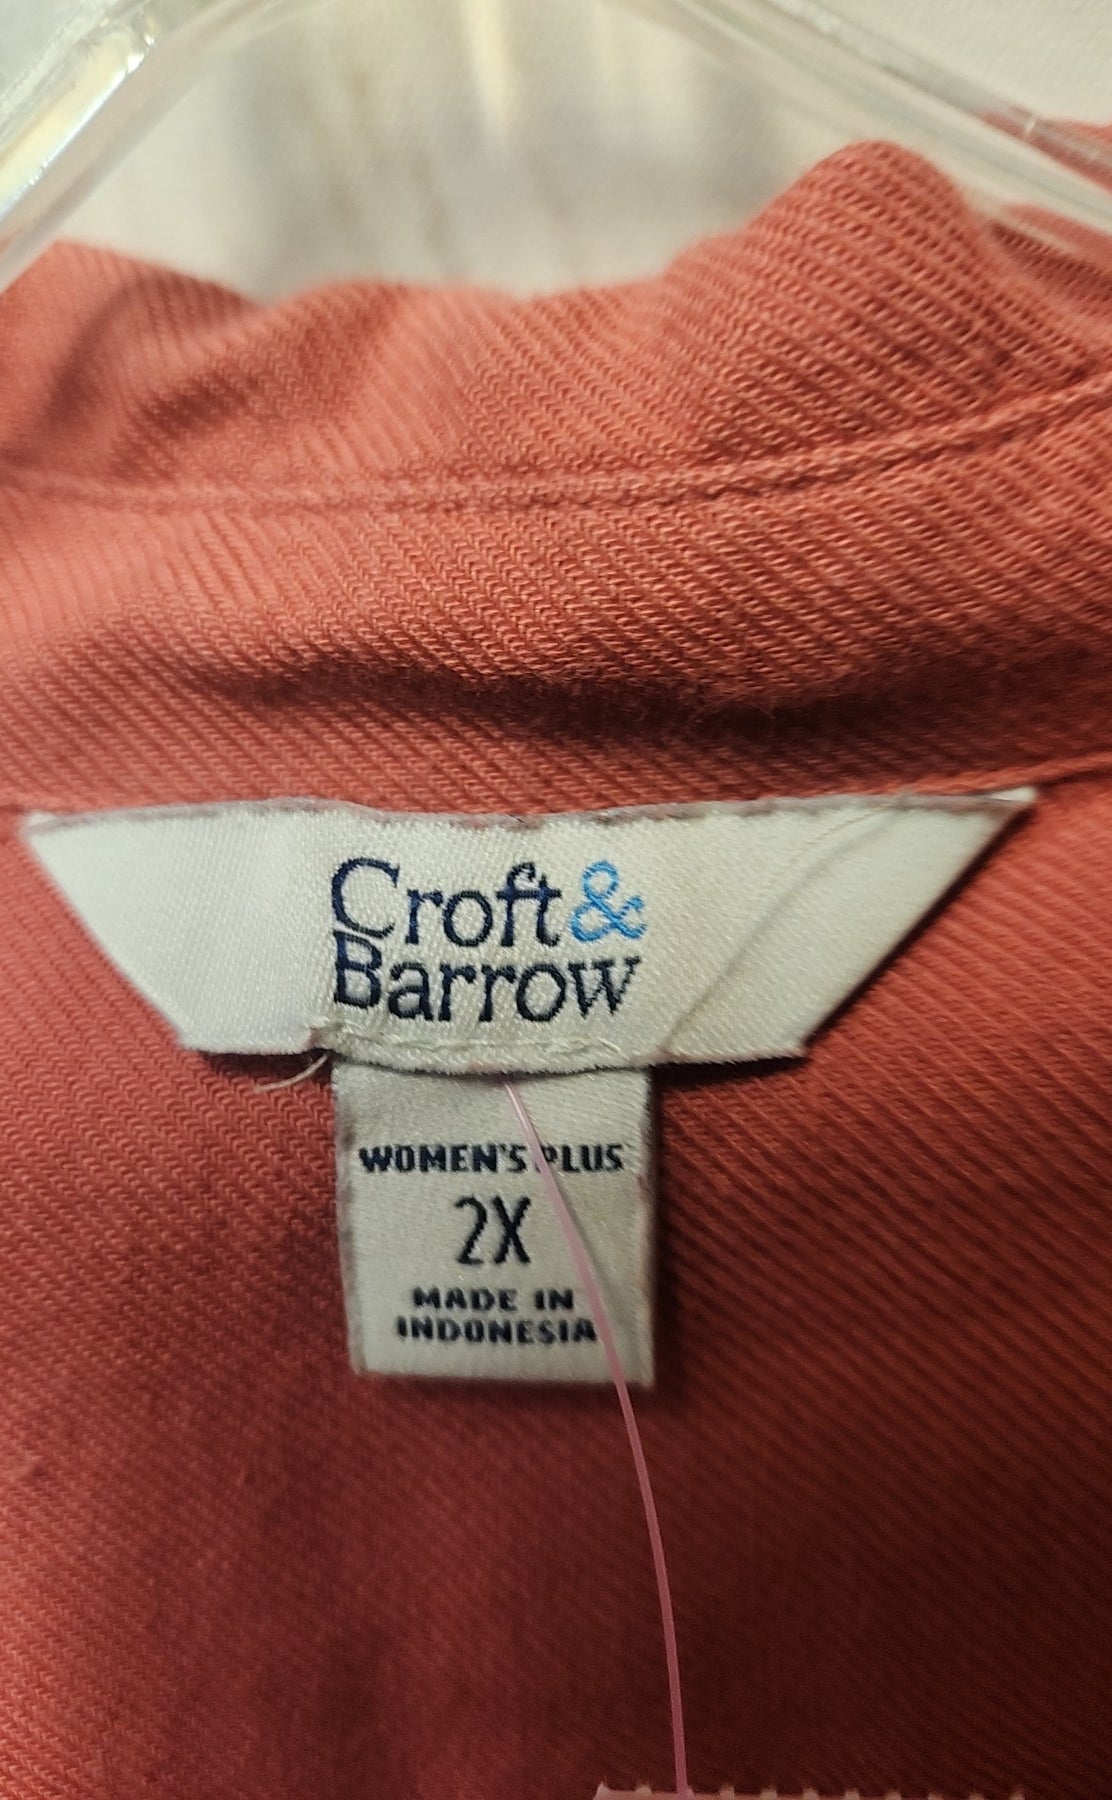 Croft &
Barrow
WOMEN'S PLUS
2X
MADE IN
INDONESIA